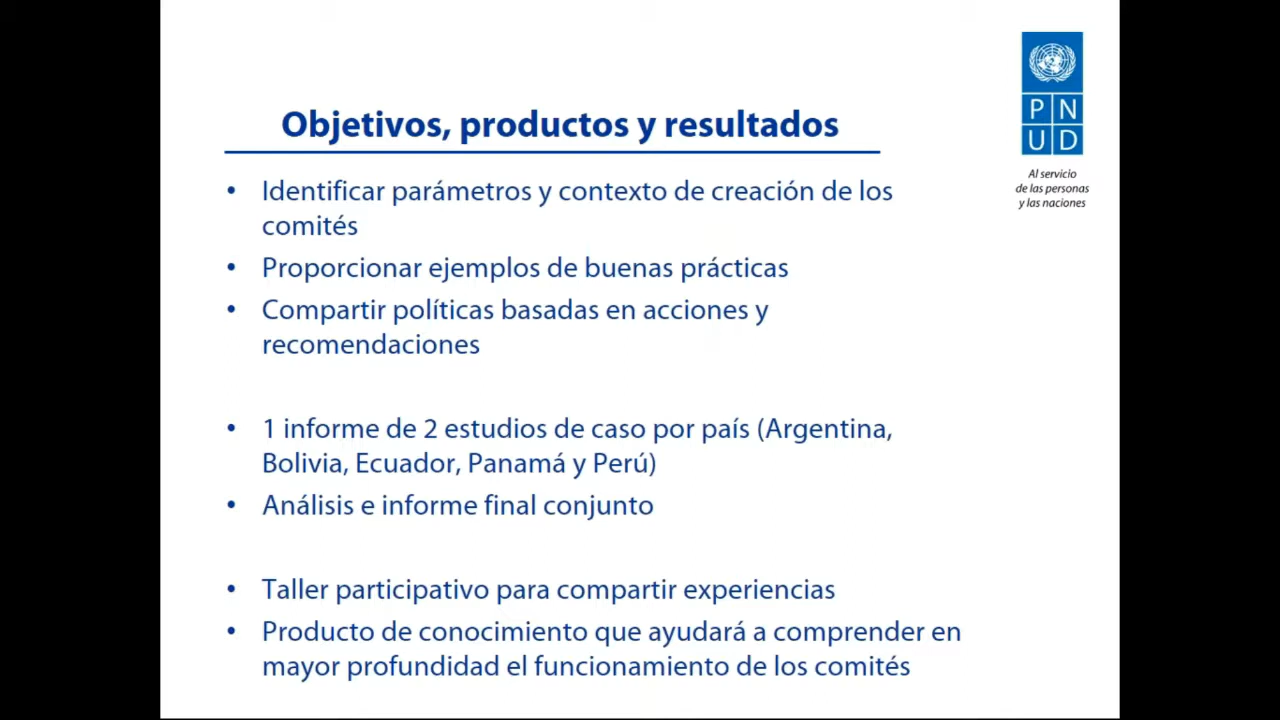 Objetivos, productos y resultados
P N
U D
Al servicio
de las personas
y las naciones
• Identificar parámetros y contexto de creación de los
comités
• Proporcionar ejemplos de buenas prácticas
• Compartir políticas basadas en acciones y
recomendaciones
• 1 informe de 2 estudios de caso por país (Argentina,
Bolivia, Ecuador, Panamá y Perú)
• Análisis e informe final conjunto
• Taller participativo para compartir experiencias
• Producto de conocimiento que ayudará a comprender en
mayor profundidad el funcionamiento de los comités